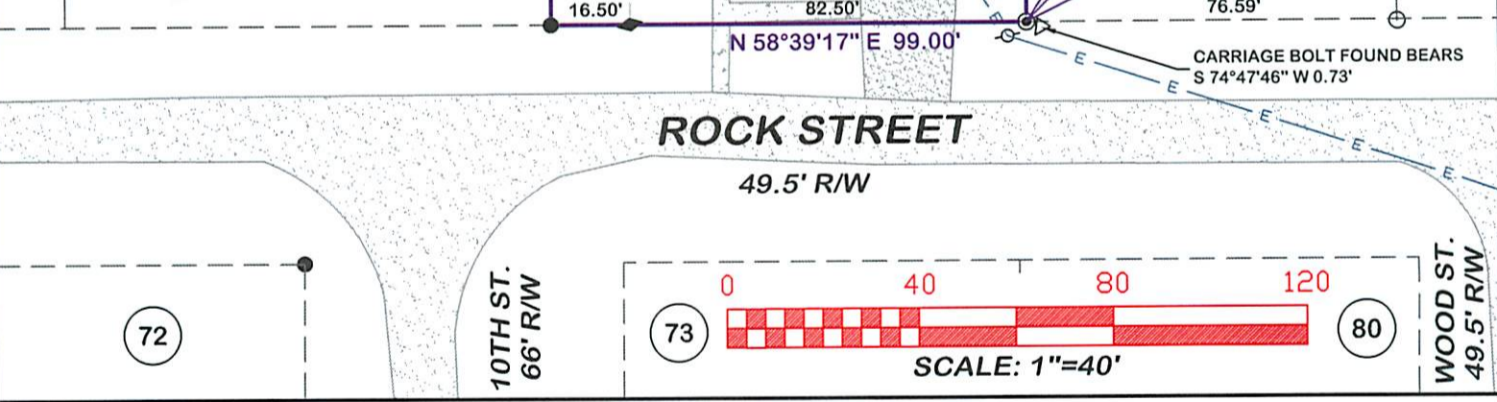 16.50'
82.50'
76.59'
N 58°39'17" E 99.00'
E
CARRIAGE BOLT FOUND BEARS
S 74°47'46" W 0.73'
E
E
E
E
E
ROCK STREET
49.5' R/W
10TH ST.
66' R/W
WOOD ST.
49.5' R/W
0 40 80 120
72
73
80
SCALE: 1"=40'